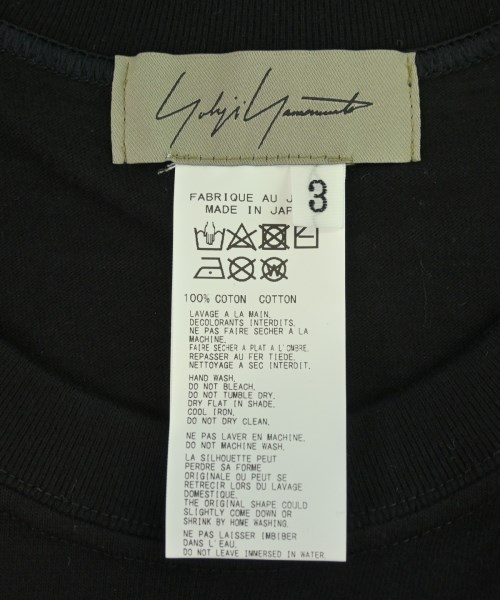 Yohji Yamamoto
3
FABRIQUE AU J
MADE IN JAP
100% COTON COTTON
LAVAGE A LA MAIN.
DECOLORANTS INTERDITS.
NE PAS FAIRE SECHER A LA
MACHINE.
FAIRE SECHER A PLAT A L'OMBRE.
REPASSER AU FER TIEDE.
NETTOYAGE A SEC INTERDIT.
HAND WASH.
DO NOT BLEACH.
DO NOT TUMBLE DRY.
DRY FLAT IN SHADE.
COOL IRON.
DO NOT DRY CLEAN.
NE PAS LAVER EN MACHINE.
DO NOT MACHINE WASH.
LA SILHOUETTE PEUT
PERDRE SA FORME
ORIGINALE OU PEUT SE
RETRECIR LORS DU LAVAGE
DOMESTIQUE.
THE ORIGINAL SHAPE COULD
SLIGHTLY COME DOWN OR
SHRINK BY HOME WASHING.
NE PAS LAISSER IMBIBER
DANS L'EAU.
DO NOT LEAVE IMMERSED IN WATER.